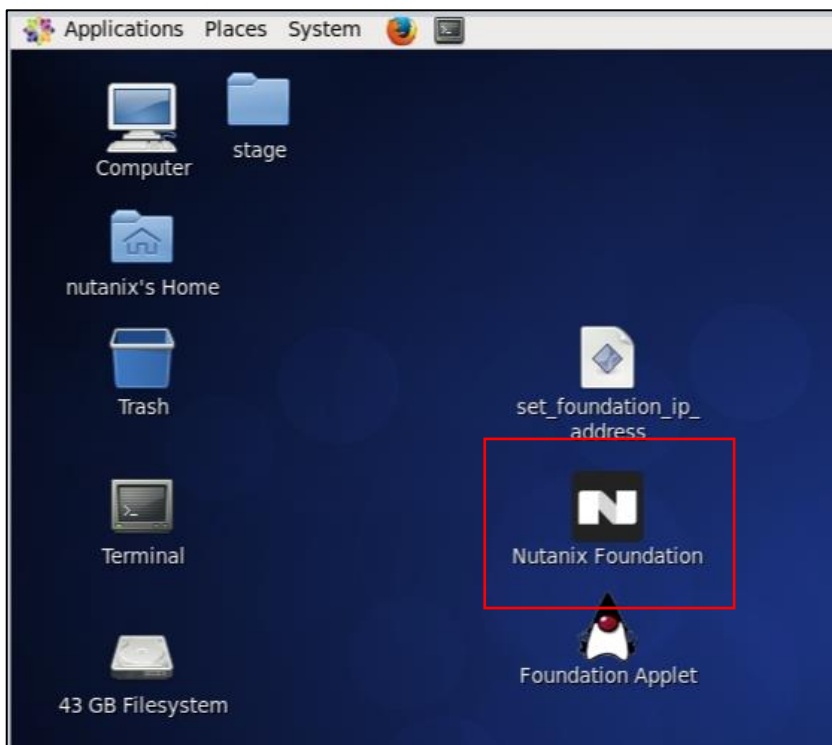 Applications Places System
Computer
stage
nutanix's Home
Trash
set_foundation_ip_
address
Terminal
N
Nutanix Foundation
43 GB Filesystem
Foundation Applet